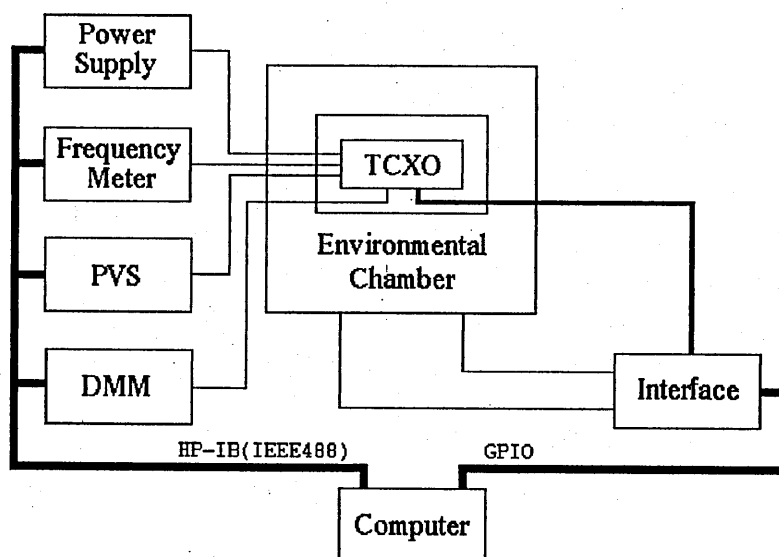 Power
Supply
Frequency
Meter
TCXO
Environmental
Chamber
PVS
DMM
Interface
HP-IB(IEEE488)
GPIO
Computer